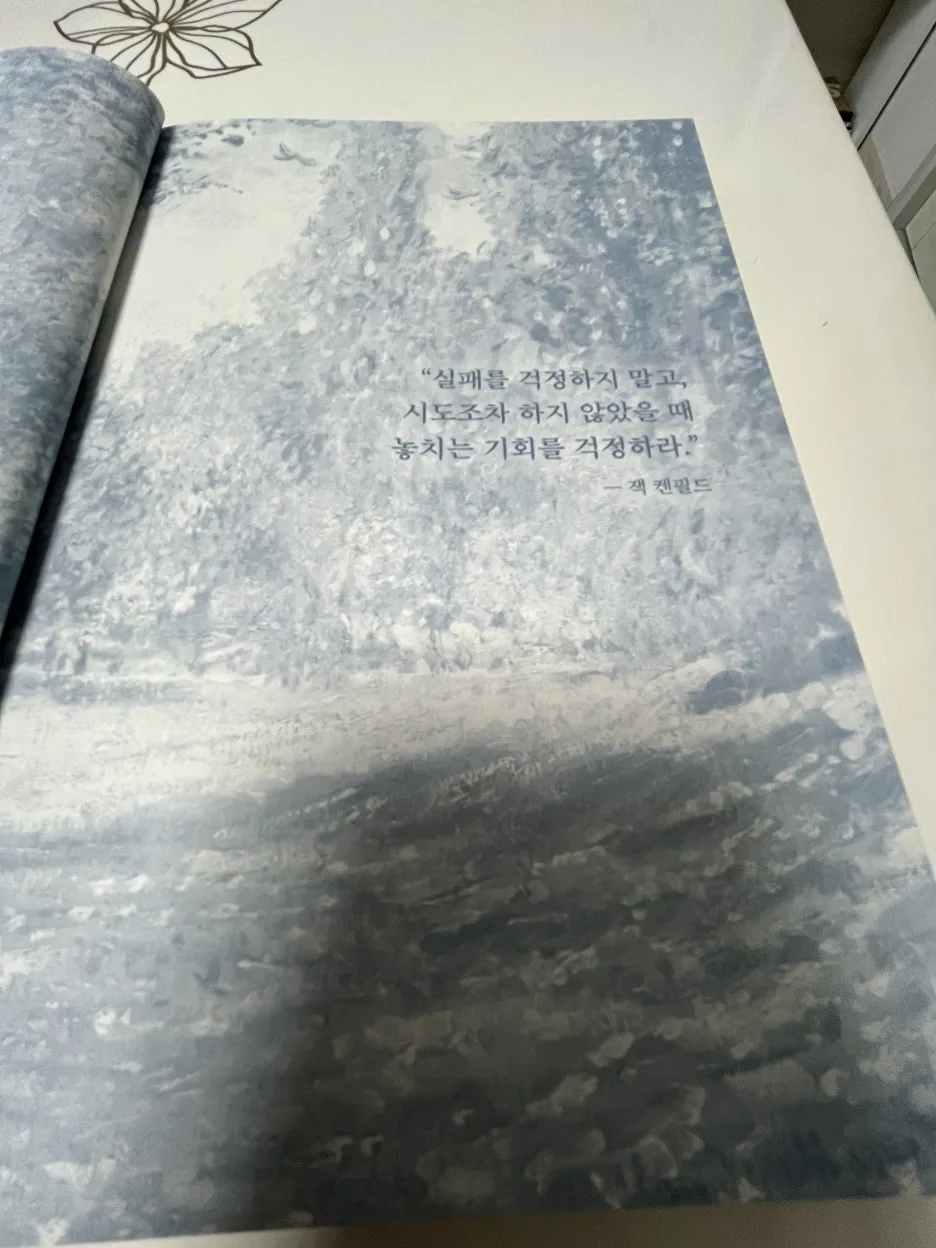 “실패를 걱정하지 말고,
시도조차 하지 않았을 때
놓치는 기회를 걱정하라.”
– 잭 켄필드